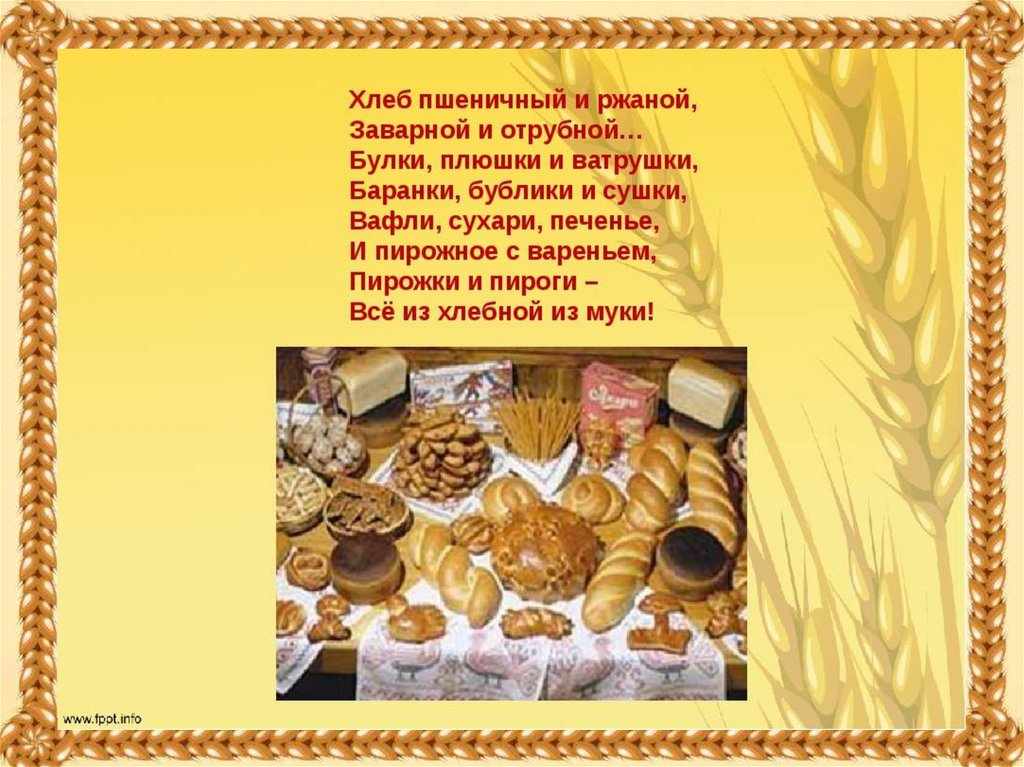 Хлеб пшеничный и ржаной,
Заварной и отрубной…
Булки, плюшки и ватрушки,
Баранки, бублики и сушки,
Вафли, сухари, печенье,
И пирожное с вареньем,
Пирожки и пироги –
Всё из хлебной из муки!
Сухари
www.fppt.info